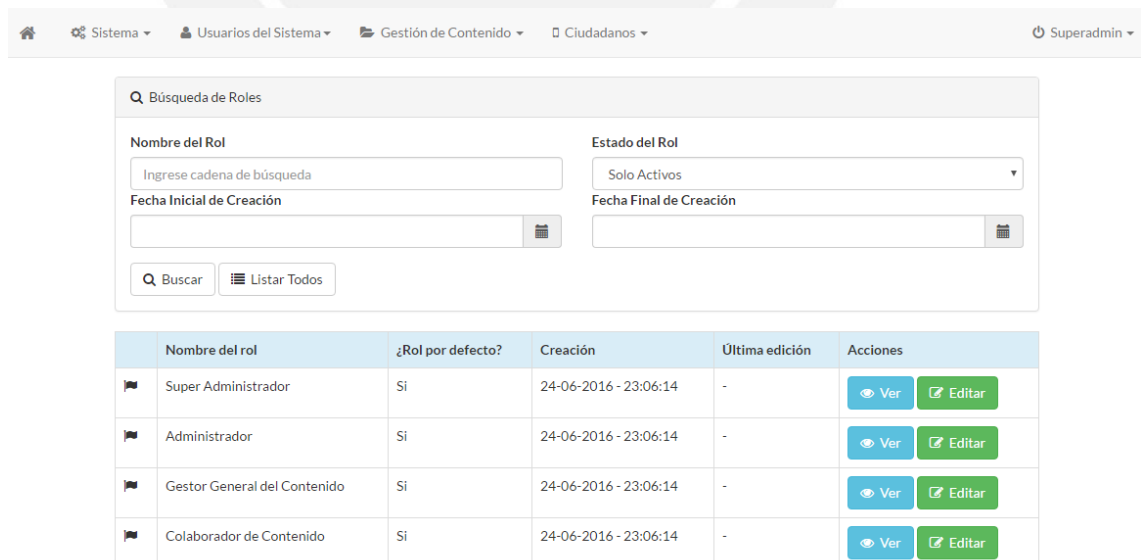 Sistema Usuarios del Sistema Gestión de Contenido Ciudadanos Superadmin
Búsqueda de Roles
Nombre del Rol Estado del Rol
Ingrese cadena de búsqueda Solo Activos
Fecha Inicial de Creación Fecha Final de Creación
Buscar Listar Todos
Nombre del rol ¿Rol por defecto? Creación Última edición Acciones
Super Administrador Si 24-06-2016 - 23:06:14 - Ver Editar
Administrador Si 24-06-2016 - 23:06:14 - Ver Editar
Gestor General del Contenido Si 24-06-2016 - 23:06:14 - Ver Editar
Colaborador de Contenido Si 24-06-2016 - 23:06:14 - Ver Editar